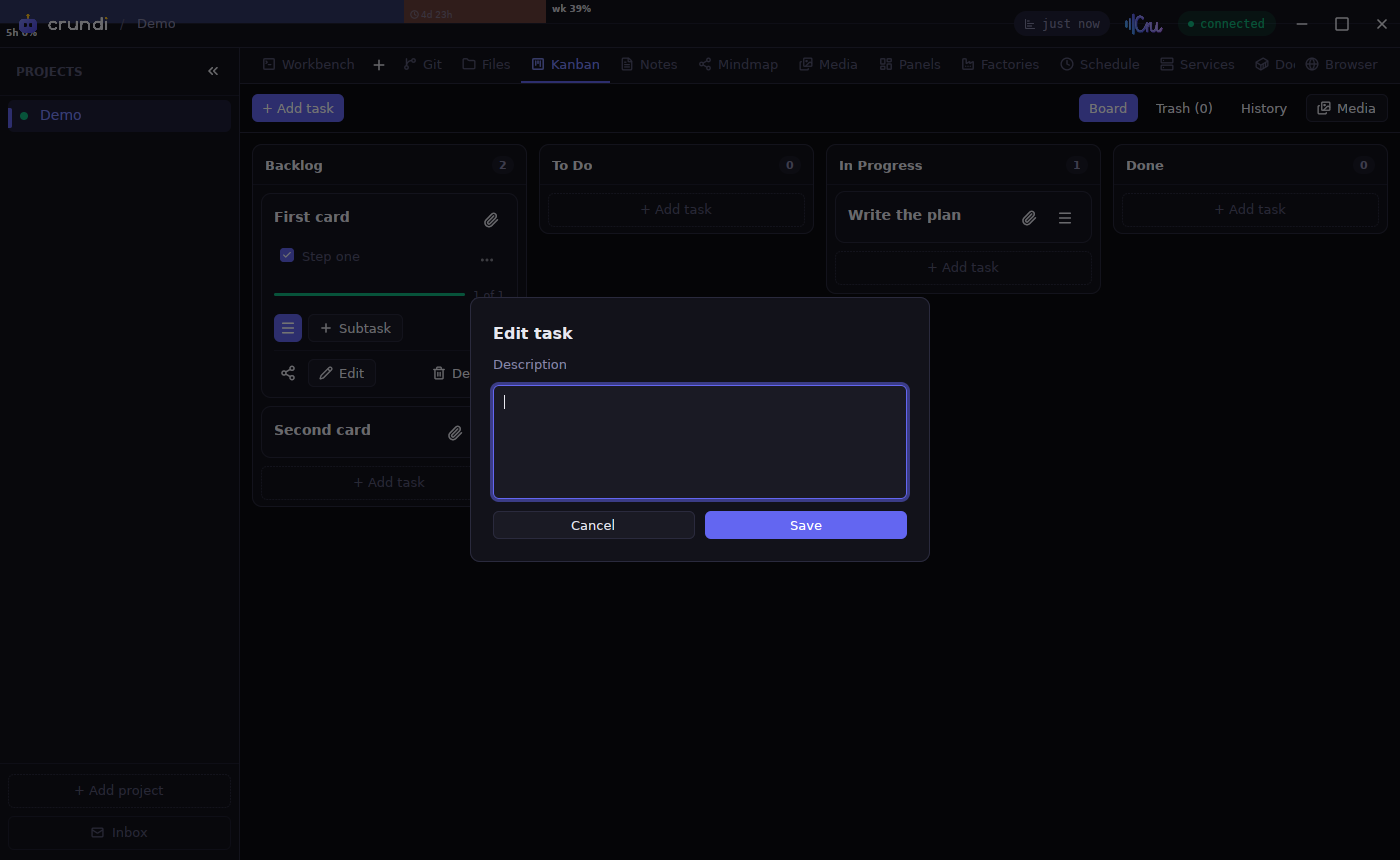 wk 39%
4d 23h
5h 0%
crundi / Demo
just now
Cru
connected
PROJECTS
Workbench
Git
Files
Kanban
Notes
Mindmap
Media
Panels
Factories
Schedule
Services
Doc
Browser
Demo
+ Add task
Board
Trash (0)
History
Media
Backlog 2
To Do 0
In Progress 1
Done 0
First card
+ Add task
Write the plan
+ Add task
Step one
+ Add task
1 of 1
+ Subtask
Edit
De
Second card
+ Add task
Edit task
Description
Cancel
Save
+ Add project
Inbox